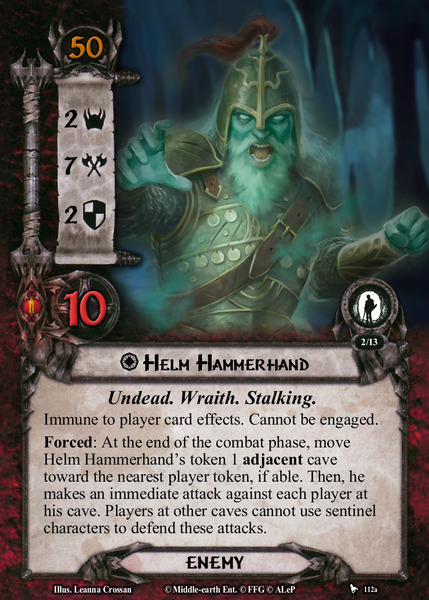 50
2
7
2
10
2/13
Helm Hammerhand
Undead. Wraith. Stalking.
Immune to player card effects. Cannot be engaged.
Forced: At the end of the combat phase, move
Helm Hammerhand's token 1 adjacent cave
toward the nearest player token, if able. Then, he
makes an immediate attack against each player at
his cave. Players at other caves cannot use sentinel
characters to defend these attacks.
ENEMY
Illus. Leanna Crossan © Middle-earth Ent. © FFG © ALeP 112a